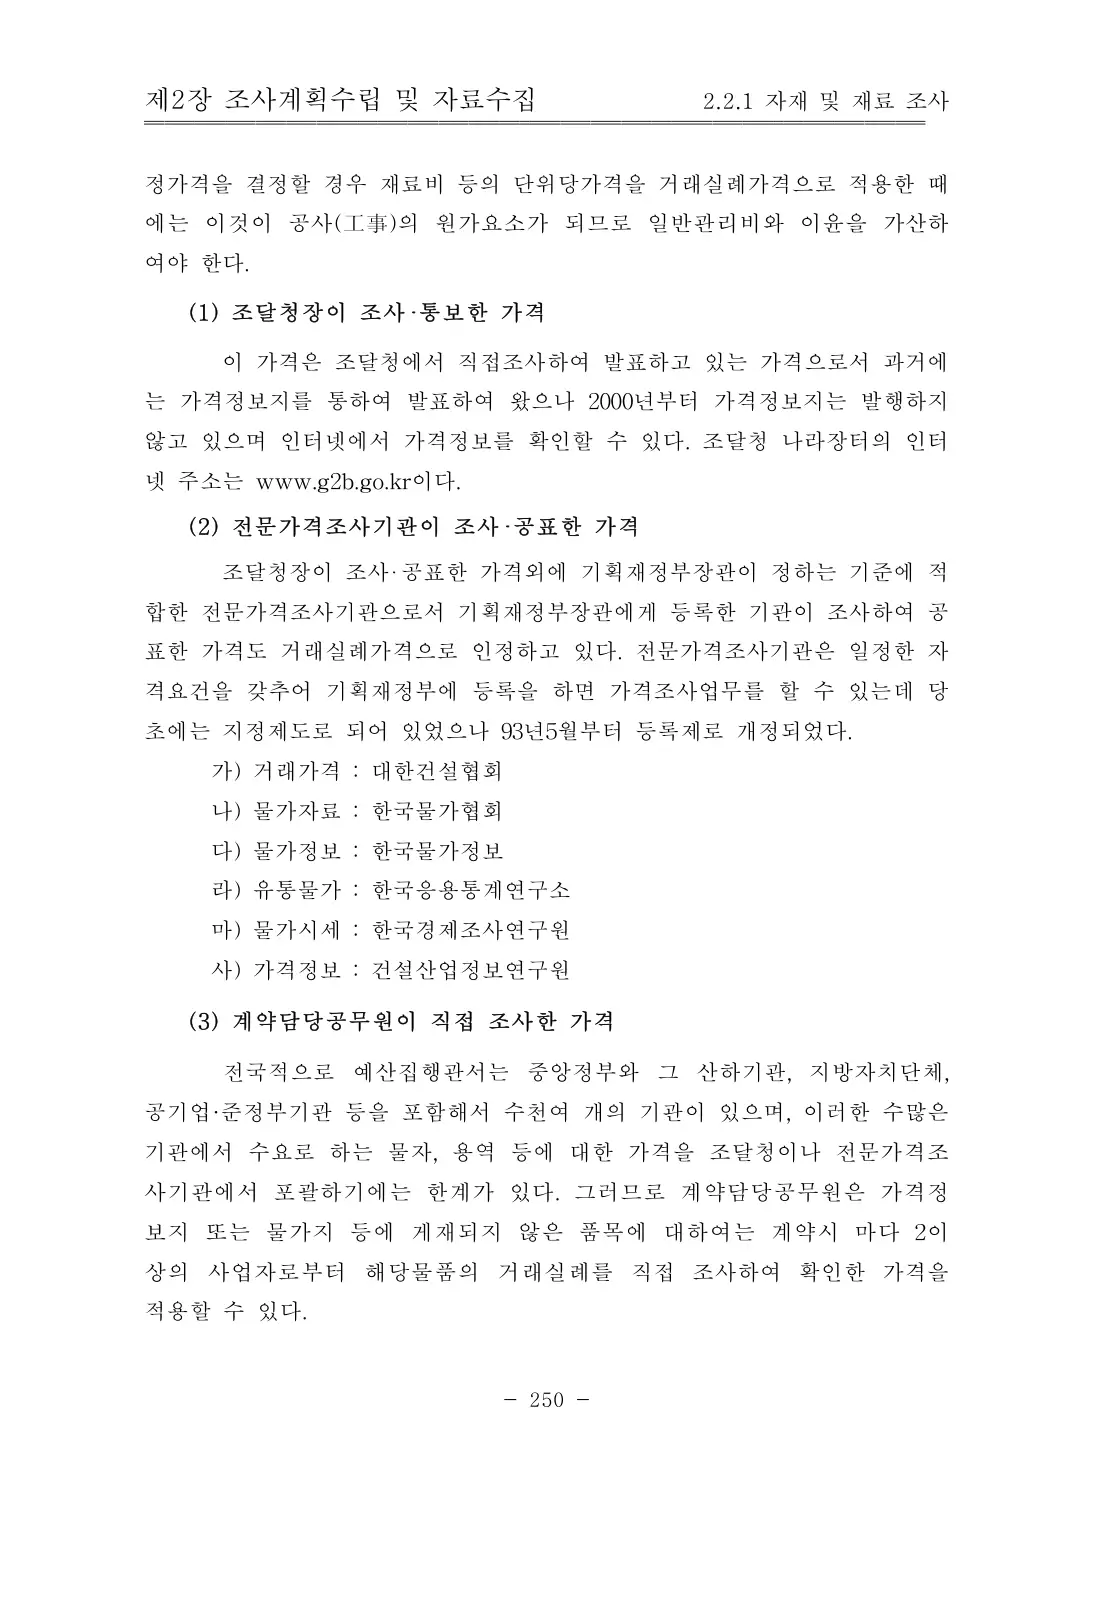 제2장 조사계획수립 및 자료수집
2.2.1 자재 및 재료 조사
정가격을 결정할 경우 재료비 등의 단위당가격을 거래실례가격으로 적용한 때
에는 이것이 공사(工事)의 원가요소가 되므로 일반관리비와 이윤을 가산하
여야 한다.
(1) 조달청장이 조사·통보한 가격
이 가격은 조달청에서 직접조사하여 발표하고 있는 가격으로서 과거에
는 가격정보지를 통하여 발표하여 왔으나 2000년부터 가격정보지는 발행하지
않고 있으며 인터넷에서 가격정보를 확인할 수 있다. 조달청 나라장터의 인터
넷 주소는 www.g2b.go.kr이다.
(2) 전문가격조사기관이 조사·공표한 가격
조달청장이 조사·공표한 가격외에 기획재정부장관이 정하는 기준에 적
합한 전문가격조사기관으로서 기획재정부장관에게 등록한 기관이 조사하여 공
표한 가격도 거래실례가격으로 인정하고 있다. 전문가격조사기관은 일정한 자
격요건을 갖추어 기획재정부에 등록을 하면 가격조사업무를 할 수 있는데 당
초에는 지정제도로 되어 있었으나 93년5월부터 등록제로 개정되었다.
가) 거래가격 : 대한건설협회
나) 물가자료 : 한국물가협회
다) 물가정보 : 한국물가정보
라) 유통물가 : 한국응용통계연구소
마) 물가시세 : 한국경제조사연구원
사) 가격정보 : 건설산업정보연구원
(3) 계약담당공무원이 직접 조사한 가격
전국적으로 예산집행관서는 중앙정부와 그 산하기관, 지방자치단체,
공기업·준정부기관 등을 포함해서 수천여 개의 기관이 있으며, 이러한 수많은
기관에서 수요로 하는 물자, 용역 등에 대한 가격을 조달청이나 전문가격조
사기관에서 포괄하기에는 한계가 있다. 그러므로 계약담당공무원은 가격정
보지 또는 물가지 등에 게재되지 않은 품목에 대하여는 계약시 마다 2이
상의 사업자로부터 해당물품의 거래실례를 직접 조사하여 확인한 가격을
적용할 수 있다.
- 250 -